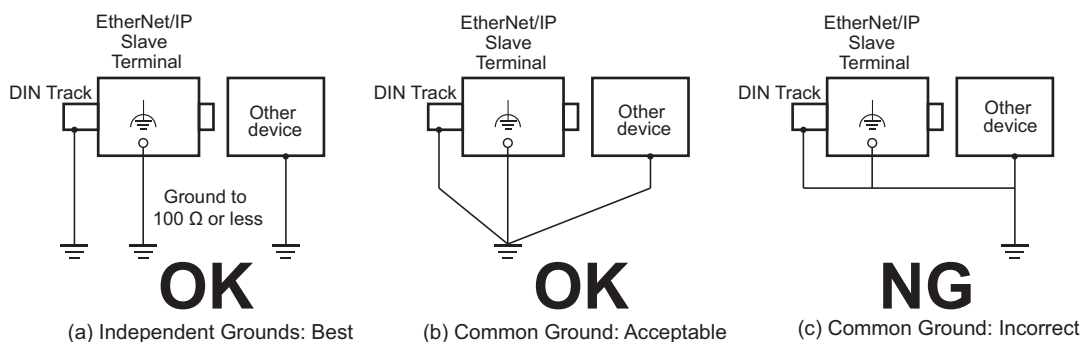 EtherNet/IP
Slave
Terminal
DIN Track
Other
device
Ground to
100 Ω or less
OK
(a) Independent Grounds: Best
EtherNet/IP
Slave
Terminal
DIN Track
Other
device
OK
(b) Common Ground: Acceptable
EtherNet/IP
Slave
Terminal
DIN Track
Other
device
NG
(c) Common Ground: Incorrect